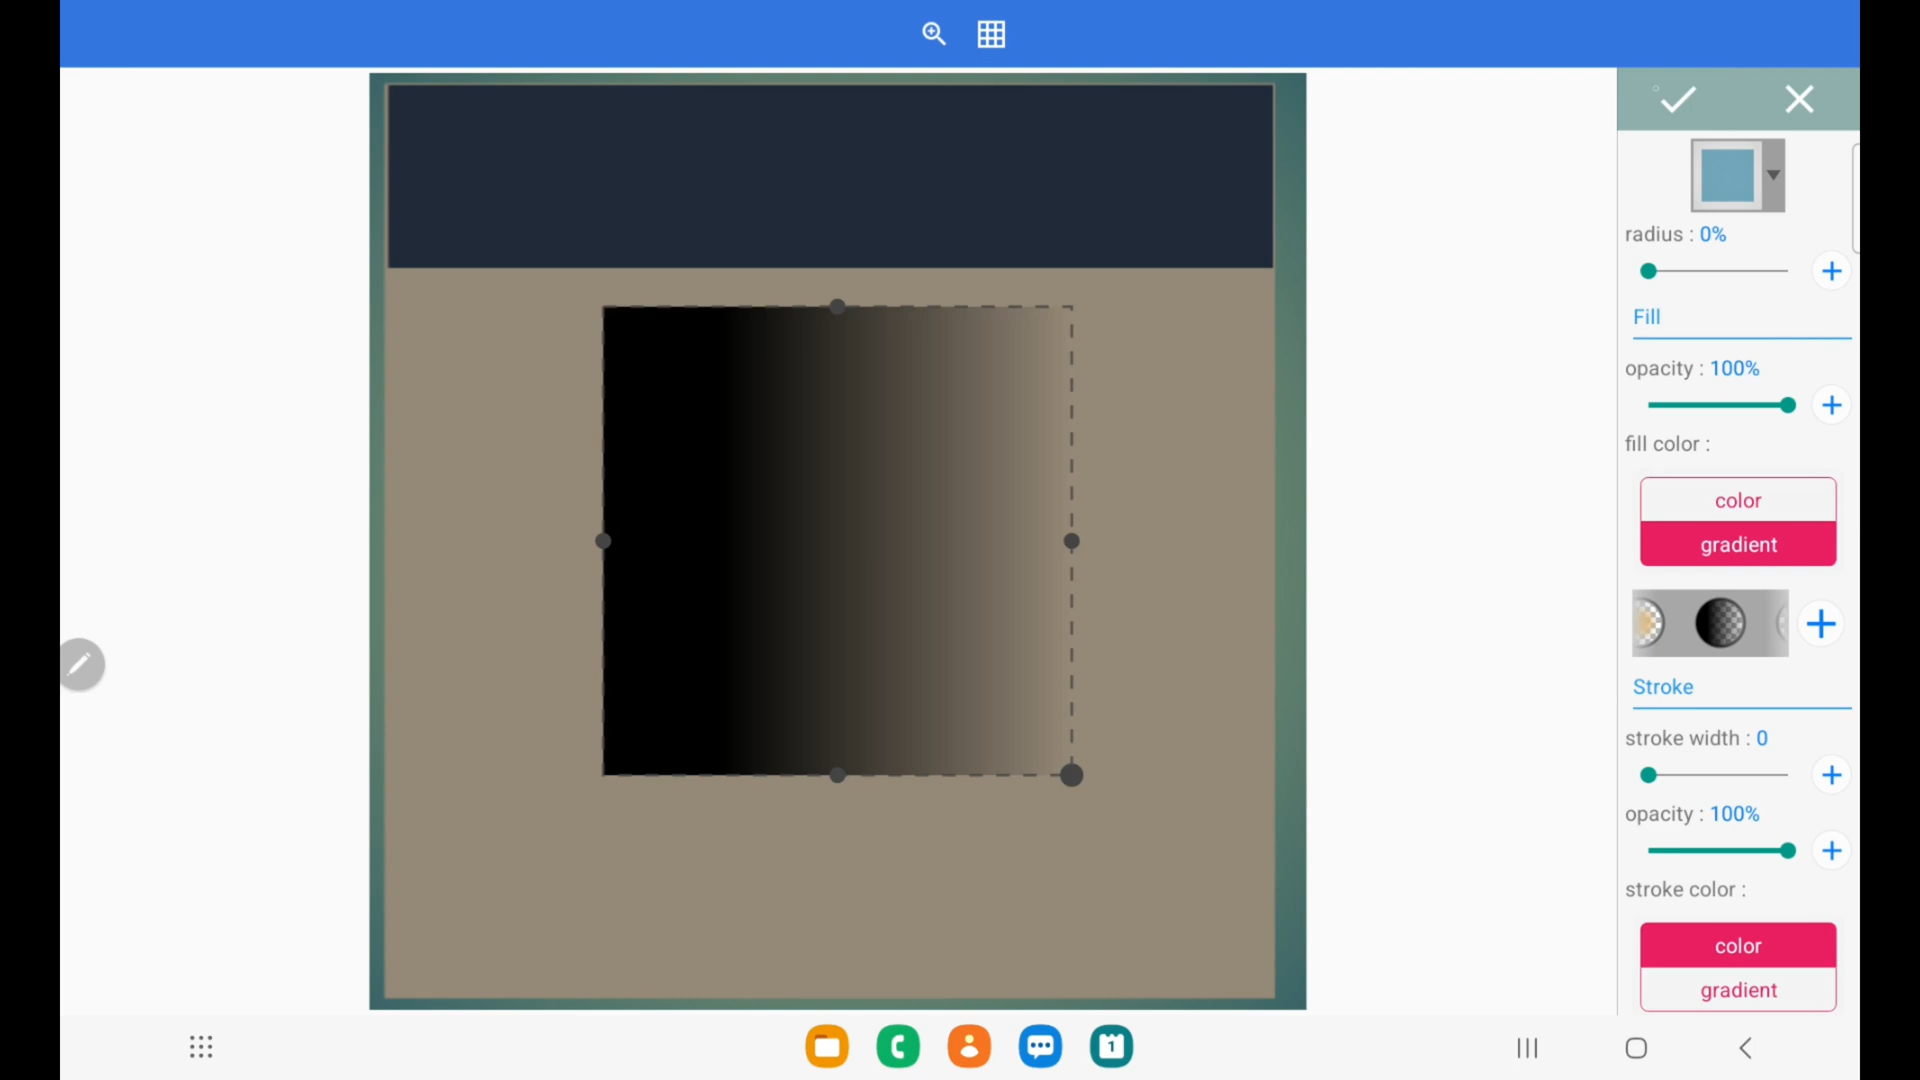 radius : 0%
Fill
opacity : 100%
fill color :
color
gradient
Stroke
stroke width : 0
opacity : 100%
stroke color :
color
gradient
1